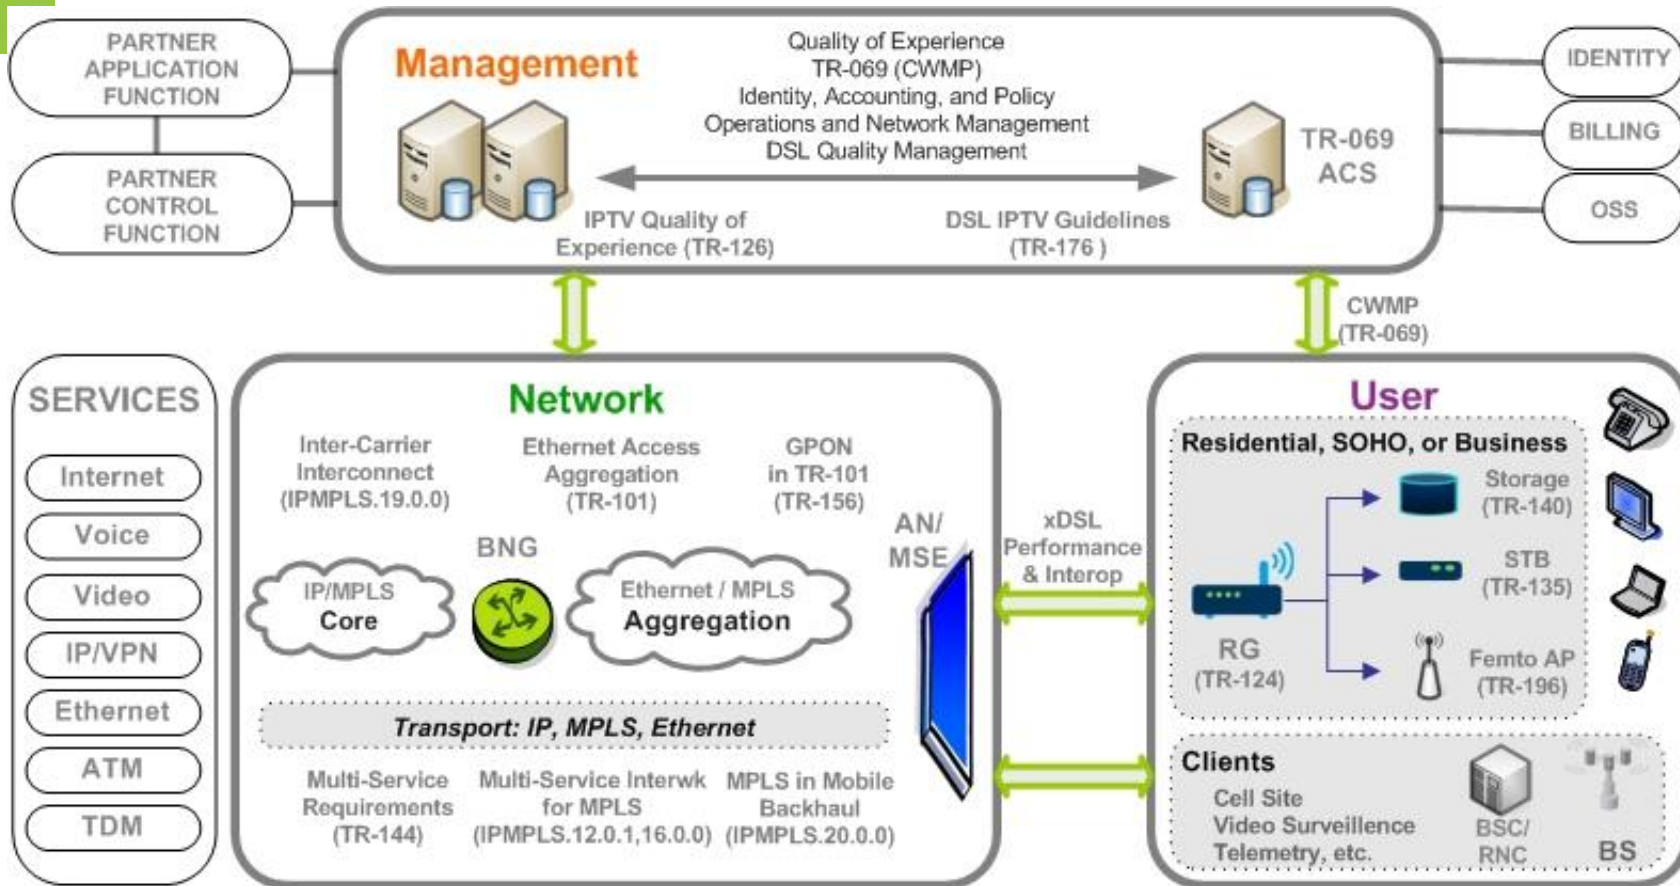 PARTNER
APPLICATION
FUNCTION
PARTNER
CONTROL
FUNCTION
Management
Quality of Experience
TR-069 (CWMP)
Identity, Accounting, and Policy
Operations and Network Management
DSL Quality Management
TR-069
ACS
IPTV Quality of
Experience (TR-126)
DSL IPTV Guidelines
(TR-176 )
IDENTITY
BILLING
OSS
CWMP
(TR-069)
SERVICES
Internet
Voice
Video
IP/VPN
Ethernet
ATM
TDM
Network
Inter-Carrier
Interconnect
(IPMPLS.19.0.0)
Ethernet Access
Aggregation
(TR-101)
GPON
in TR-101
(TR-156)
AN/
MSE
BNG
IP/MPLS
Core
Ethernet / MPLS
Aggregation
Transport: IP, MPLS, Ethernet
Multi-Service
Requirements
(TR-144)
Multi-Service Interwk
for MPLS
(IPMPLS.12.0.1,16.0.0)
MPLS in Mobile
Backhaul
(IPMPLS.20.0.0)
xDSL
Performance
& Interop
User
Residential, SOHO, or Business
Storage
(TR-140)
STB
(TR-135)
RG
(TR-124)
Femto AP
(TR-196)
Clients
Cell Site
Video Surveillence
Telemetry, etc.
BSC/
RNC
BS